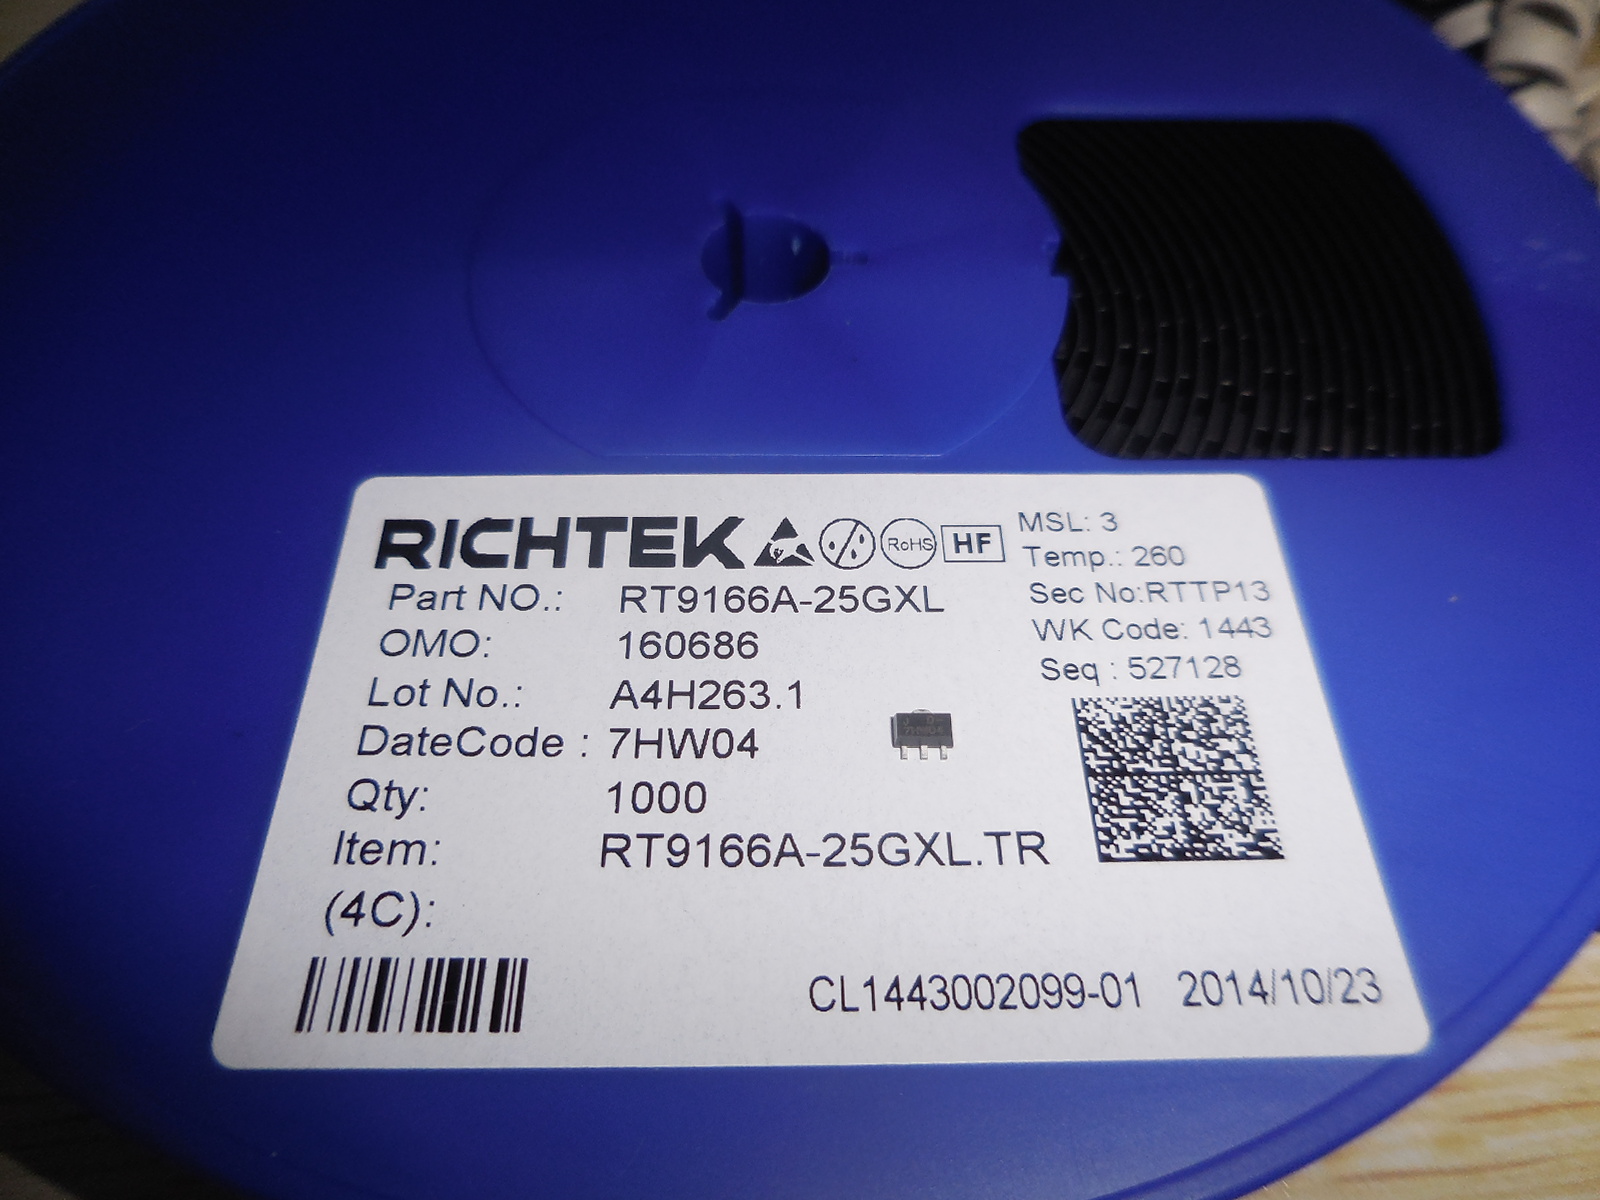 RICHTEK RoHS HF
MSL: 3
Temp.: 260
Sec No:RTTP13
WK Code: 1443
Seq : 527128
Part NO.: RT9166A-25GXL
OMO: 160686
Lot No.: A4H263.1
DateCode : 7HW04
Qty: 1000
Item: RT9166A-25GXL.TR
(4C):
CL1443002099-01 2014/10/23